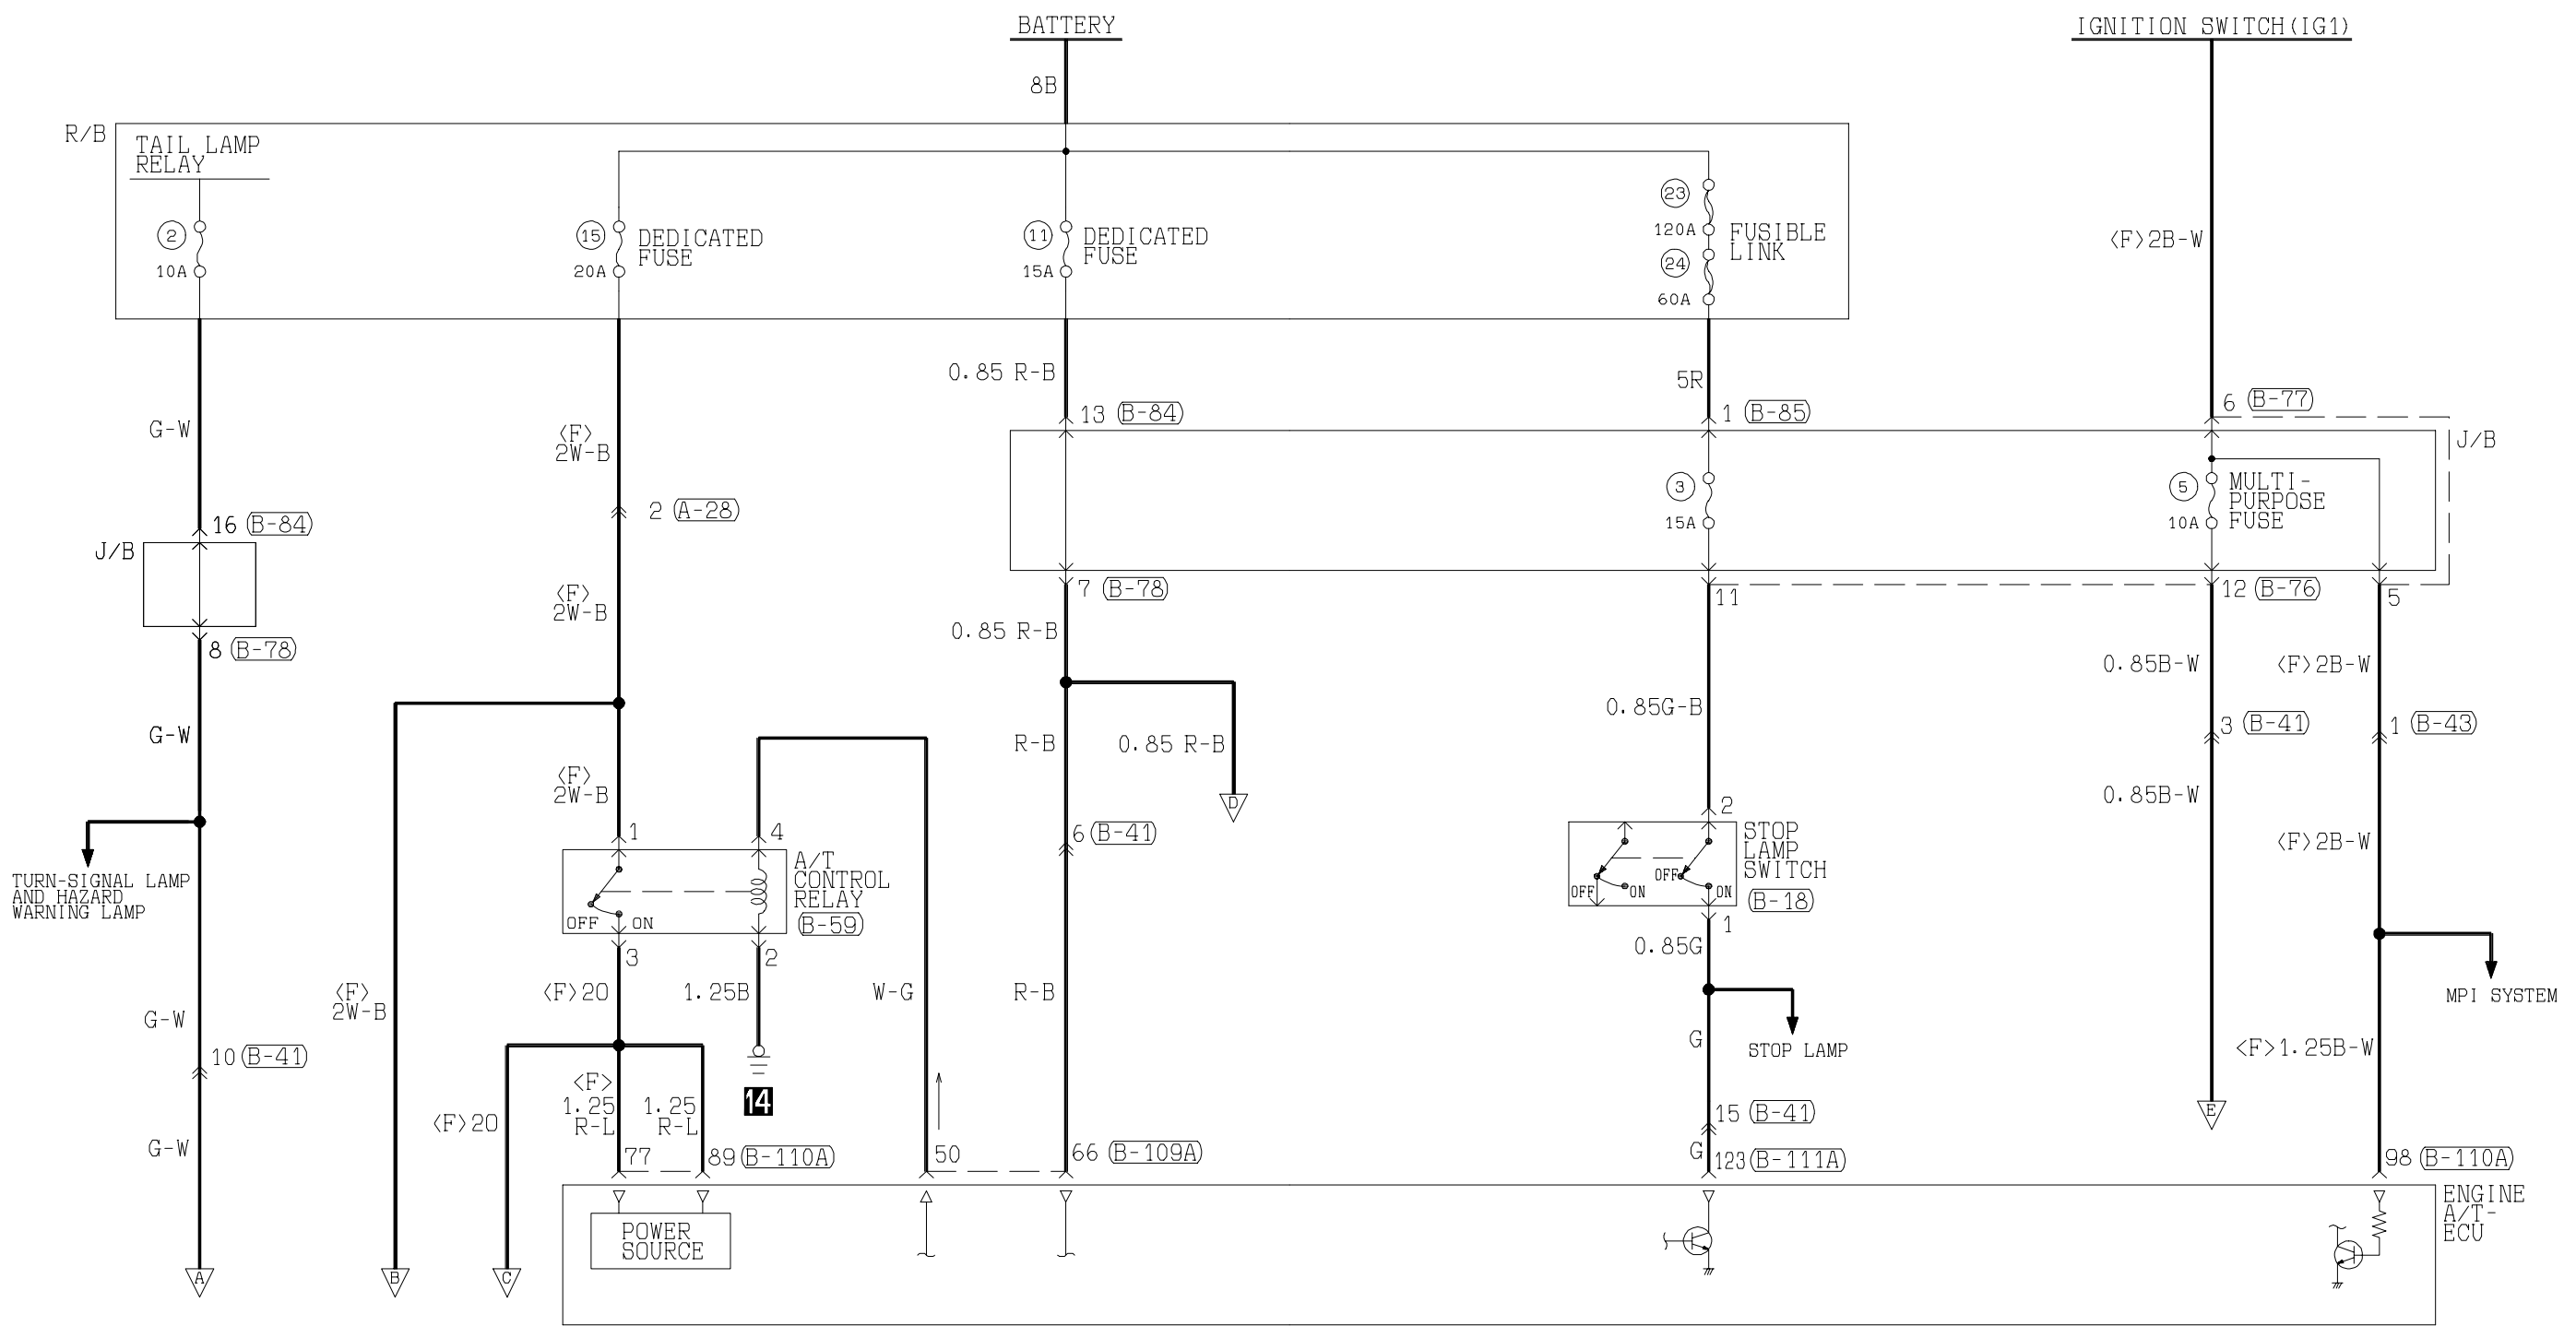 BATTERY
IGNITION SWITCH(IG1)
8B
R/B
TAIL LAMP
RELAY
2
10A
15
20A
DEDICATED
FUSE
11
15A
DEDICATED
FUSE
23
120A
24
60A
FUSIBLE
LINK
<F>2B-W
G-W
<F>
2W-B
0.85 R-B
5R
13 (B-84)
1 (B-85)
6 (B-77)
J/B
16 (B-84)
J/B
2 (A-28)
3
15A
5
10A
MULTI-
PURPOSE
FUSE
8 (B-78)
<F>
2W-B
7 (B-78)
11
12 (B-76)
5
0.85 R-B
0.85B-W
<F>2B-W
G-W
R-B
0.85 R-B
0.85G-B
3 (B-41)
1 (B-43)
<F>
2W-B
D
0.85B-W
TURN-SIGNAL LAMP
AND HAZARD
WARNING LAMP
1
4
6 (B-41)
2
<F>2B-W
A/T
CONTROL
RELAY
(B-59)
OFF
ON
STOP
LAMP
SWITCH
(B-18)
OFF
ON
OFF
ON
3
2
1
0.85G
G-W
<F>
2W-B
<F>20
1.25B
W-G
R-B
MPI SYSTEM
10 (B-41)
G
STOP LAMP
<F>1.25B-W
<F>20
<F>
1.25
R-L
1.25
R-L
14
15 (B-41)
E
G-W
77
89 (B-110A)
50
66 (B-109A)
G
123 (B-111A)
98 (B-110A)
POWER
SOURCE
ENGINE
A/T-
ECU
A
B
C